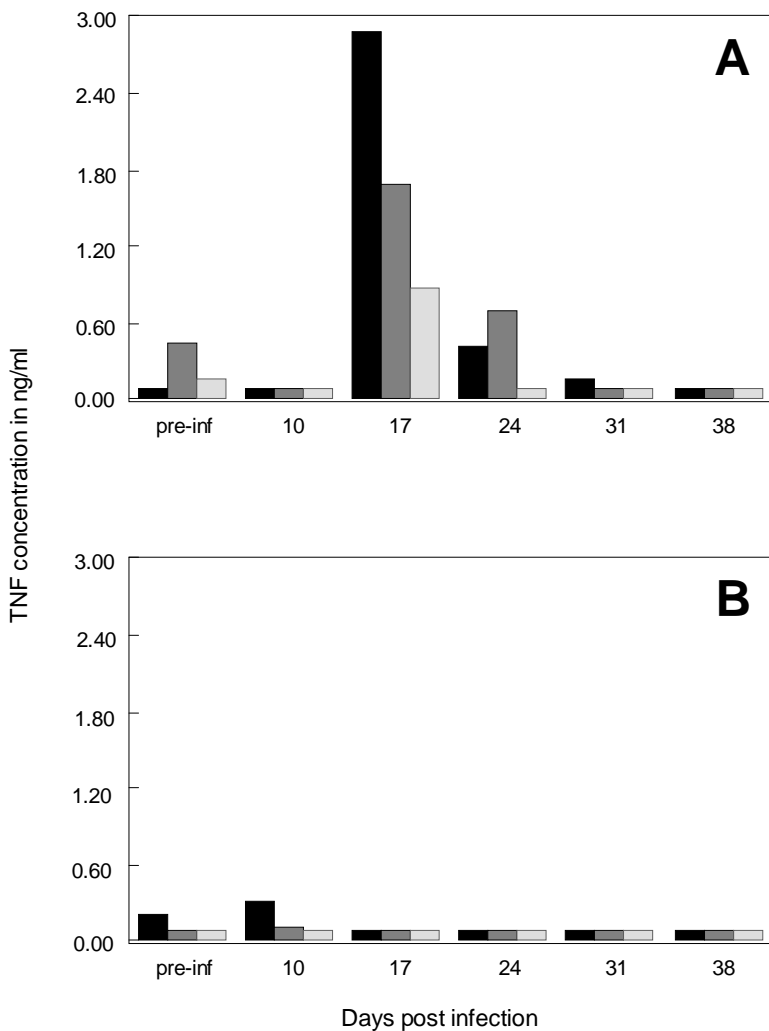 3.00
A
2.40
1.80
1.20
0.60
0.00
pre-inf 10 17 24 31 38
TNF concentration in ng/ml
3.00
B
2.40
1.80
1.20
0.60
0.00
pre-inf 10 17 24 31 38
Days post infection